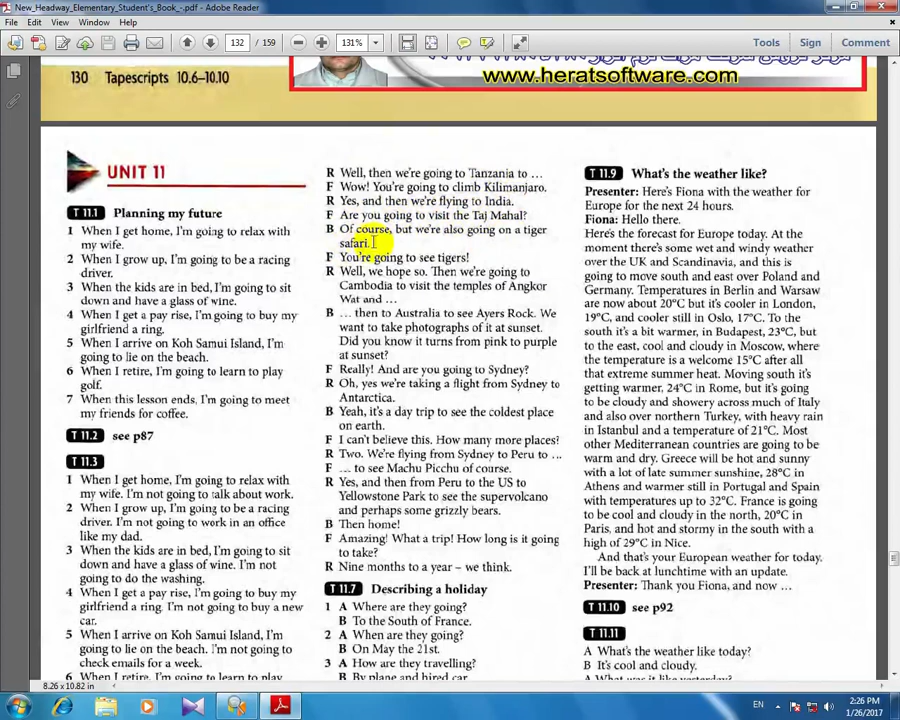 New_Headway_Elementary_Student's_Book_-.pdf - Adobe Reader
File Edit View Window Help
132 / 159 131% Tools Sign Comment
www.heratsoftware.com
130 Tapescripts 10.6–10.10
UNIT 11
T 11.1 Planning my future
1 When I get home, I'm going to relax with
my wife.
2 When I grow up, I'm going to be a racing
driver.
3 When the kids are in bed, I'm going to sit
down and have a glass of wine.
4 When I get a pay rise, I'm going to buy my
girlfriend a ring.
5 When I arrive on Koh Samui Island, I'm
going to lie on the beach.
6 When I retire, I'm going to learn to play
golf.
7 When this lesson ends, I'm going to meet
my friends for coffee.
T 11.2 see p87
T 11.3
1 When I get home, I'm going to relax with
my wife. I'm not going to talk about work.
2 When I grow up, I'm going to be a racing
driver. I'm not going to work in an office
like my dad.
3 When the kids are in bed, I'm going to sit
down and have a glass of wine. I'm not
going to do the washing.
4 When I get a pay rise, I'm going to buy my
girlfriend a ring. I'm not going to buy a new
car.
5 When I arrive on Koh Samui Island, I'm
going to lie on the beach. I'm not going to
check emails for a week.
6 When I retire, I'm going to learn to play
R Well, then we're going to Tanzania to …
F Wow! You're going to climb Kilimanjaro.
R Yes, and then we're flying to India.
F Are you going to visit the Taj Mahal?
B Of course, but we're also going on a tiger
safari.
F You're going to see tigers!
R Well, we hope so. Then we're going to
Cambodia to visit the temples of Angkor
Wat and …
B … then to Australia to see Ayers Rock. We
want to take photographs of it at sunset.
Did you know it turns from pink to purple
at sunset?
F Really! And are you going to Sydney?
R Oh, yes we're taking a flight from Sydney to
Antarctica.
B Yeah, it's a day trip to see the coldest place
on earth.
F I can't believe this. How many more places?
R Two. We're flying from Sydney to Peru to …
F … to see Machu Picchu of course.
R Yes, and then from Peru to the US to
Yellowstone Park to see the supervolcano
and perhaps some grizzly bears.
B Then home!
F Amazing! What a trip! How long is it going
to take?
R Nine months to a year – we think.
T 11.7 Describing a holiday
1 A Where are they going?
B To the South of France.
2 A When are they going?
B On May the 21st.
3 A How are they travelling?
B By plane and hired car.
T 11.9 What's the weather like?
Presenter: Here's Fiona with the weather for
Europe for the next 24 hours.
Fiona: Hello there.
Here's the forecast for Europe today. At the
moment there's some wet and windy weather
over the UK and Scandinavia, and this is
going to move south and east over Poland and
Germany. Temperatures in Berlin and Warsaw
are now about 20°C but it's cooler in London,
19°C, and cooler still in Oslo, 17°C. To the
south it's a bit warmer, in Budapest, 23°C, but
to the east, cool and cloudy in Moscow, where
the temperature is a welcome 15°C after all
that extreme summer heat. Moving south it's
getting warmer, 24°C in Rome, but it's going
to be cloudy and showery across much of Italy
and also over northern Turkey, with heavy rain
in Istanbul and a temperature of 21°C. Most
other Mediterranean countries are going to be
warm and dry. Greece will be hot and sunny
with a lot of late summer sunshine, 28°C in
Athens and warmer still in Portugal and Spain
with temperatures up to 32°C. France is going
to be cool and cloudy in the north, 20°C in
Paris, and hot and stormy in the south with a
high of 29°C in Nice.
And that's your European weather for today.
I'll be back at lunchtime with an update.
Presenter: Thank you Fiona, and now …
T 11.10 see p92
T 11.11
A What's the weather like today?
B It's cool and cloudy.
A What was it like yesterday?
8.26 x 10.82 in
EN 2:26 PM
1/26/2017